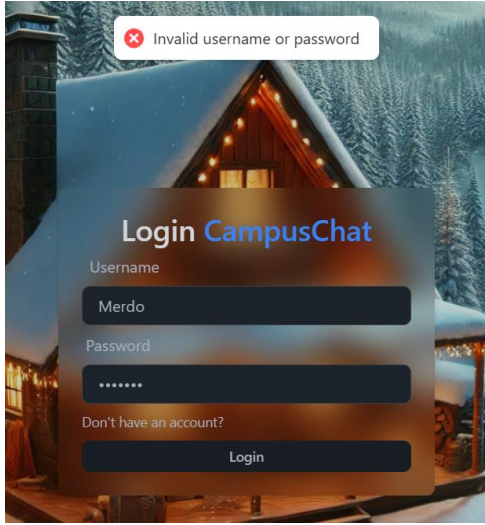 Invalid username or password
Login CampusChat
Username
Merdo
Password
•••••••
Don't have an account?
Login